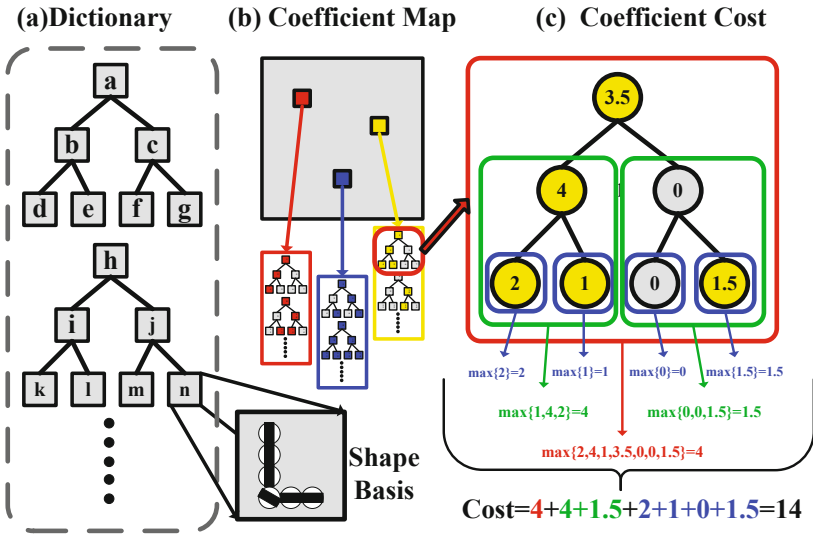 (a)Dictionary
(b) Coefficient Map
(c) Coefficient Cost
a
b c
d e f g
h
i j
k l m n
Shape
Basis
3.5
4 0
2 1 0 1.5
max{2}=2 max{1}=1 max{0}=0 max{1.5}=1.5
max{1,4,2}=4 max{0,0,1.5}=1.5
max{2,4,1,3.5,0,0,1.5}=4
Cost=4+4+1.5+2+1+0+1.5=14